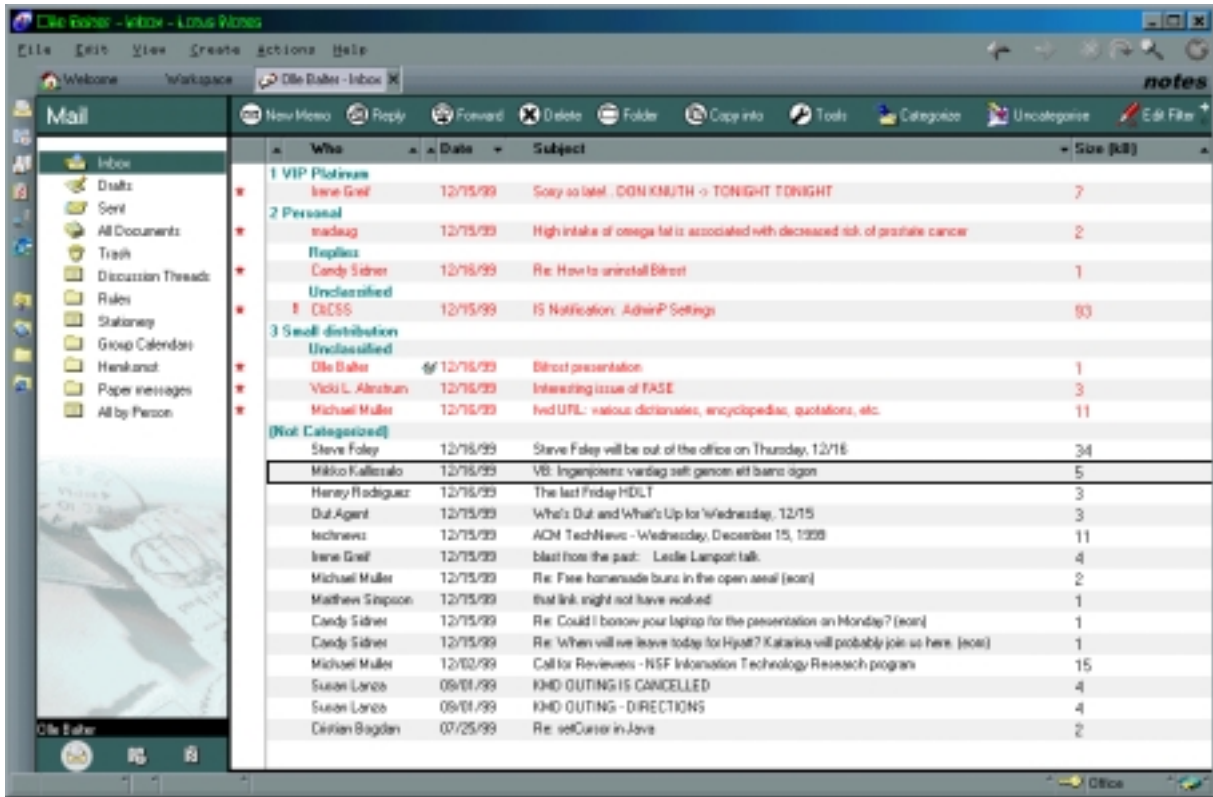 Olle Balter - Inbox - Lotus Notes
File Edit View Create Actions Help
Welcome Workspace Olle Balter - Inbox
notes
Mail New Memo Reply Forward Delete Folder Copy into Tools Categorize Uncategorize Edit Filter
Who Date Subject Size (kB)
Inbox
Drafts
Sent
All Documents
Trash
Discussion Threads
Rules
Stationery
Group Calendars
Hemkomst
Paper messages
All by Person
1 VIP Platinum
Irene Greif 12/15/99 Sorry so late!.. DON KNUTH -> TONIGHT TONIGHT 7
2 Personal
madaug 12/15/99 High intake of omega fat is associated with decreased risk of prostate cancer 2
Replies
Candy Sidner 12/16/99 Re: How to uninstall Bifrost 1
Unclassified
! CliCSS 12/15/99 IS Notification: AdminP Settings 93
3 Small distribution
Unclassified
Olle Balter 12/16/99 Bifrost presentation 1
Vicki L. Almstrum 12/16/99 Interesting issue of FASE 3
Michael Muller 12/16/99 fwd URL: various dictionaries, encyclopedias, quotations, etc. 11
(Not Categorized)
Steve Foley 12/16/99 Steve Foley will be out of the office on Thursday, 12/16 34
Mikko Kallesalo 12/16/99 VB: Ingenjörens vardag sett genom ett barns ögon 5
Henny Rodriguez 12/16/99 The last Friday HDLT 3
Out Agent 12/15/99 Who's Out and What's Up for Wednesday, 12/15 3
technews 12/15/99 ACM TechNews - Wednesday, December 15, 1999 11
Irene Greif 12/15/99 blast from the past: Leslie Lamport talk 4
Michael Muller 12/15/99 Re: Free homemade buns in the open area! (eom) 2
Matthew Simpson 12/15/99 that link might not have worked 1
Candy Sidner 12/15/99 Re: Could I borrow your laptop for the presentation on Monday? (eom) 1
Candy Sidner 12/15/99 Re: When will we leave today for Hyatt? Katarina will probably join us here. (eom) 1
Michael Muller 12/02/99 Call for Reviewers - NSF Information Technology Research program 15
Susan Lanza 09/01/99 KMD OUTING IS CANCELLED 4
Susan Lanza 09/01/99 KMD OUTING - DIRECTIONS 4
Cristian Bogdan 07/25/99 Re: setCursor in Java 2
Olle Balter
Office